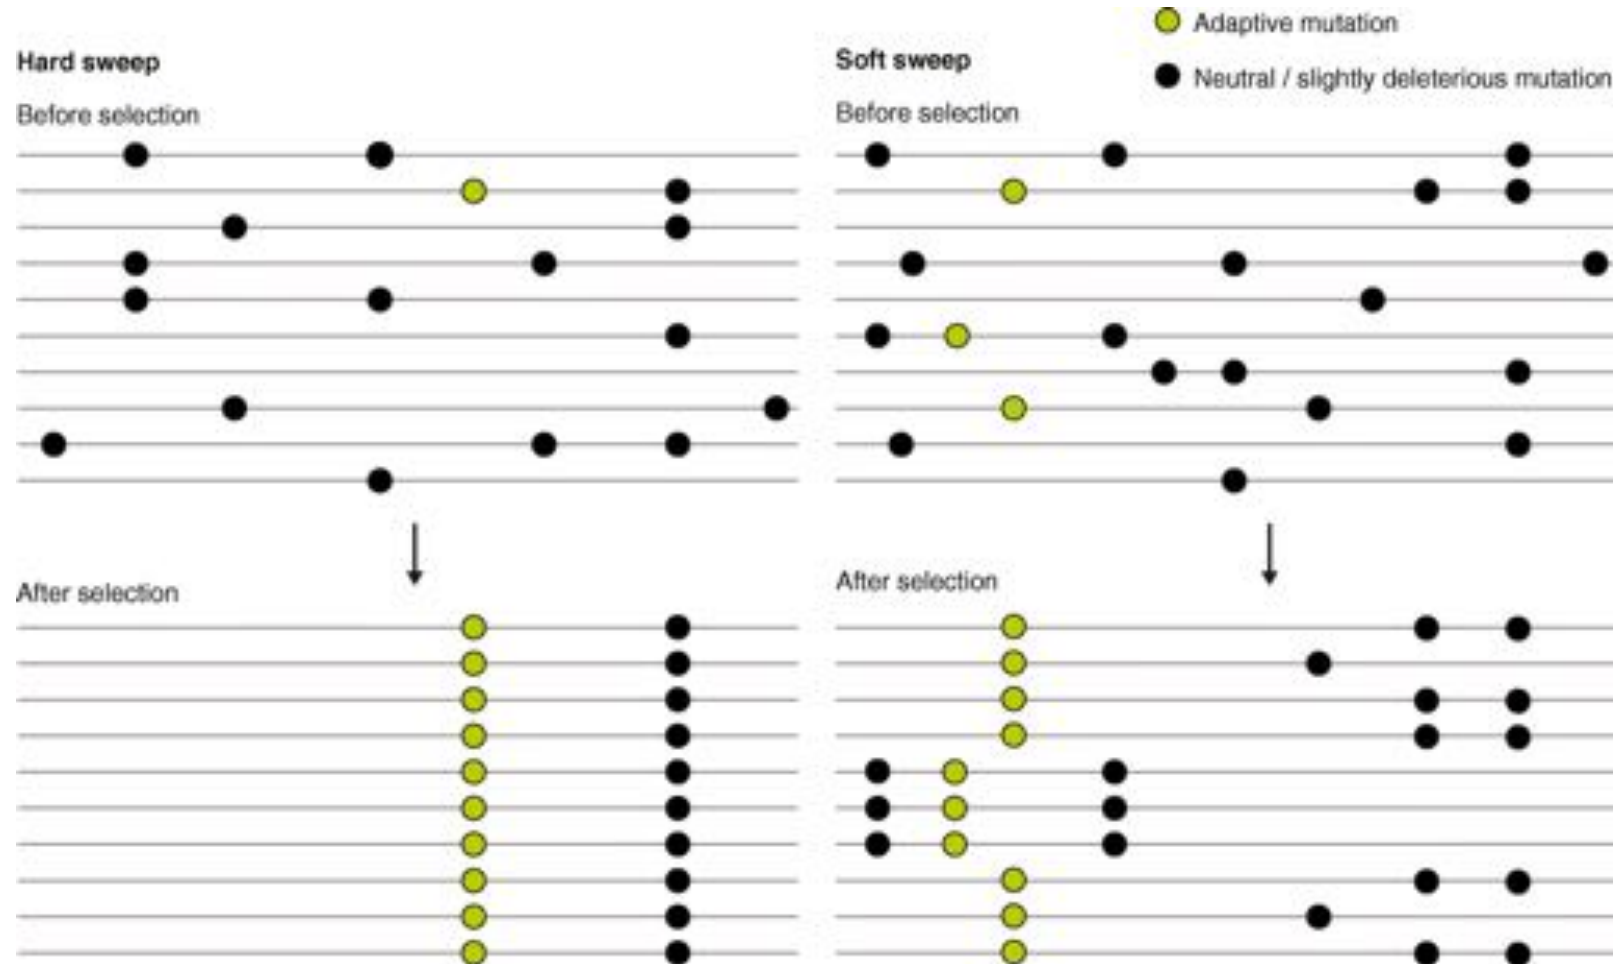 Adaptive mutation
Neutral / slightly deleterious mutation
Hard sweep
Before selection
After selection
Soft sweep
Before selection
After selection